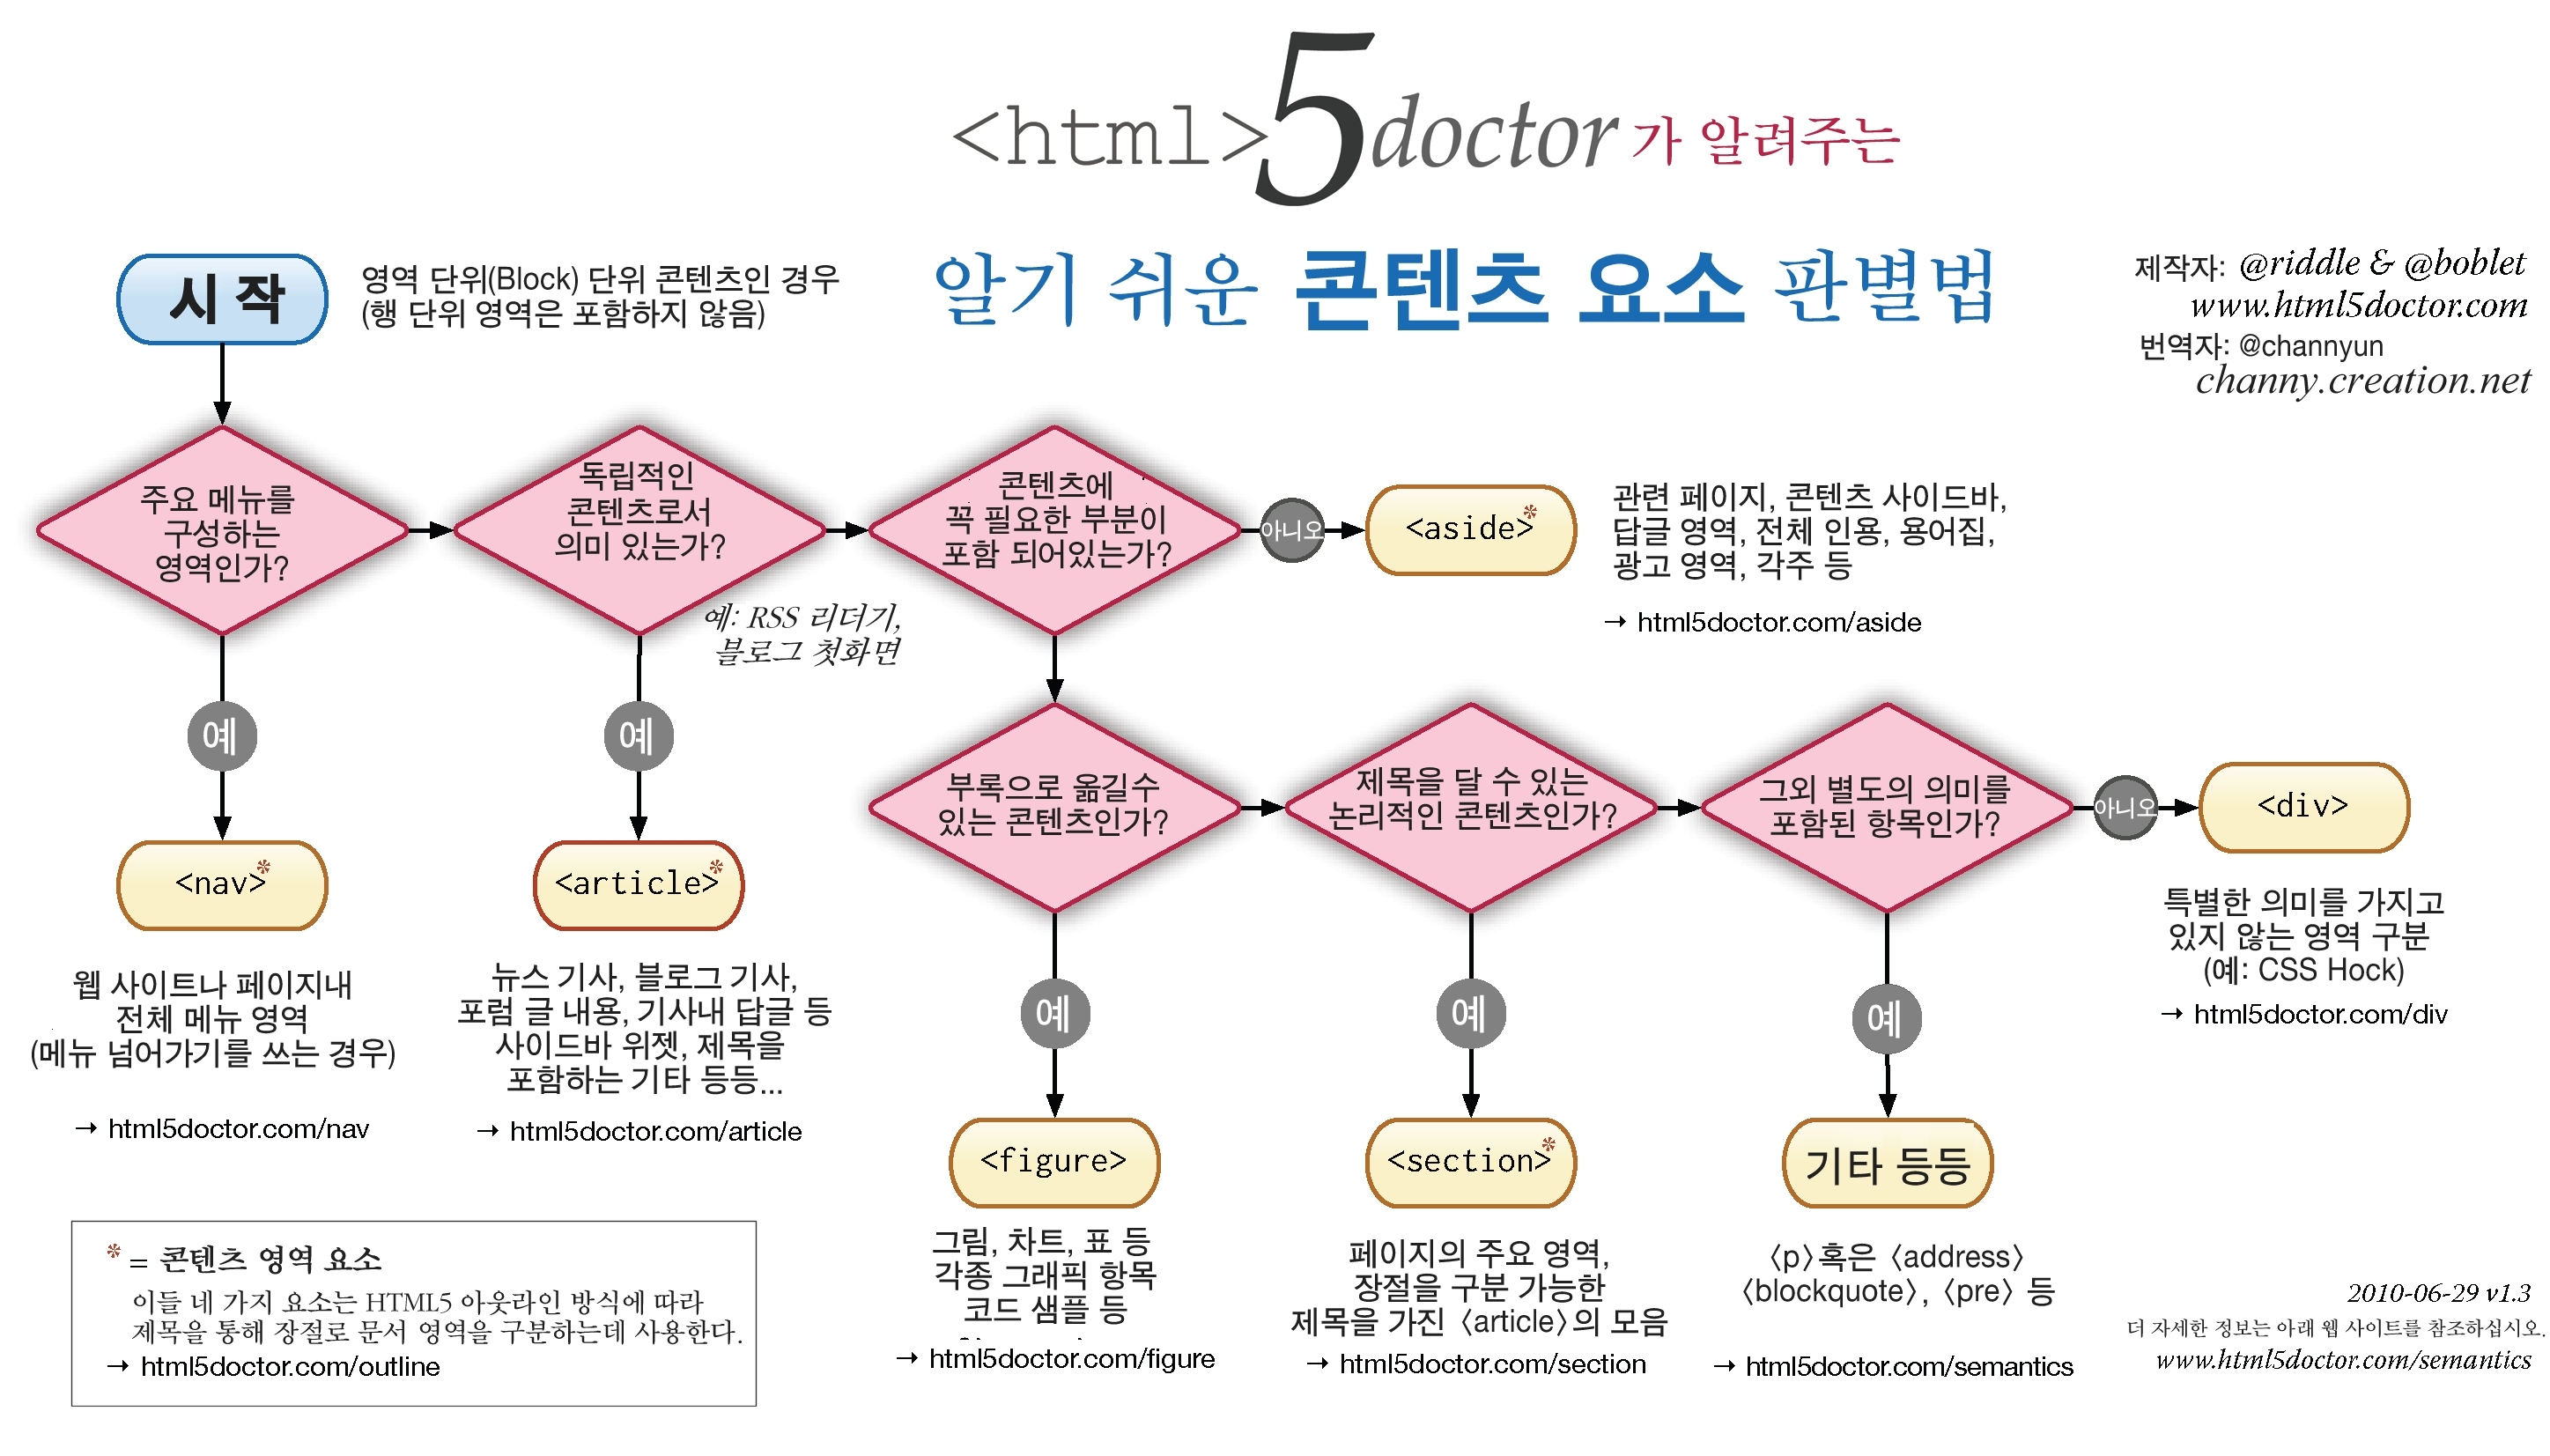 <html>5doctor 가 알려주는
알기 쉬운 콘텐츠 요소 판별법
제작자: @riddle & @boblet
www.html5doctor.com
번역자: @channyun
channy.creation.net
시 작
영역 단위(Block) 단위 콘텐츠인 경우
(행 단위 영역은 포함하지 않음)
주요 메뉴를
구성하는
영역인가?
독립적인
콘텐츠로서
의미 있는가?
예: RSS 리더기,
블로그 첫화면
콘텐츠에
꼭 필요한 부분이
포함 되어있는가?
아니오
<aside>*
관련 페이지, 콘텐츠 사이드바,
답글 영역, 전체 인용, 용어집,
광고 영역, 각주 등
→ html5doctor.com/aside
예
<nav>*
웹 사이트나 페이지내
전체 메뉴 영역
(메뉴 넘어가기를 쓰는 경우)
→ html5doctor.com/nav
예
<article>*
뉴스 기사, 블로그 기사,
포럼 글 내용, 기사내 답글 등
사이드바 위젯, 제목을
포함하는 기타 등등...
→ html5doctor.com/article
부록으로 옮길수
있는 콘텐츠인가?
제목을 달 수 있는
논리적인 콘텐츠인가?
그외 별도의 의미를
포함된 항목인가?
아니오
<div>
특별한 의미를 가지고
있지 않는 영역 구분
(예: CSS Hock)
→ html5doctor.com/div
예
<figure>
그림, 차트, 표 등
각종 그래픽 항목
코드 샘플 등
→ html5doctor.com/figure
예
<section>*
페이지의 주요 영역,
장절을 구분 가능한
제목을 가진 〈article〉의 모음
→ html5doctor.com/section
예
기타 등등
〈p〉혹은 〈address〉
〈blockquote〉, 〈pre〉 등
→ html5doctor.com/semantics
* = 콘텐츠 영역 요소
이들 네 가지 요소는 HTML5 아웃라인 방식에 따라
제목을 통해 장절로 문서 영역을 구분하는데 사용한다.
→ html5doctor.com/outline
2010-06-29 v1.3
더 자세한 정보는 아래 웹 사이트를 참조하십시오.
www.html5doctor.com/semantics